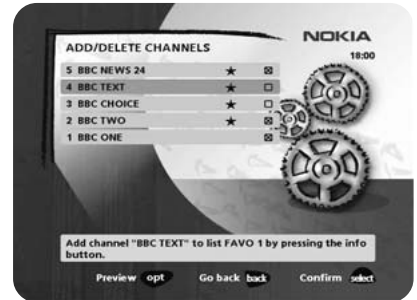 NOKIA
ADD/DELETE CHANNELS
18:00
5 BBC NEWS 24
4 BBC TEXT
3 BBC CHOICE
2 BBC TWO
1 BBC ONE
Add channel "BBC TEXT" to list FAVO 1 by pressing the info
button.
Preview opt Go back back Confirm select